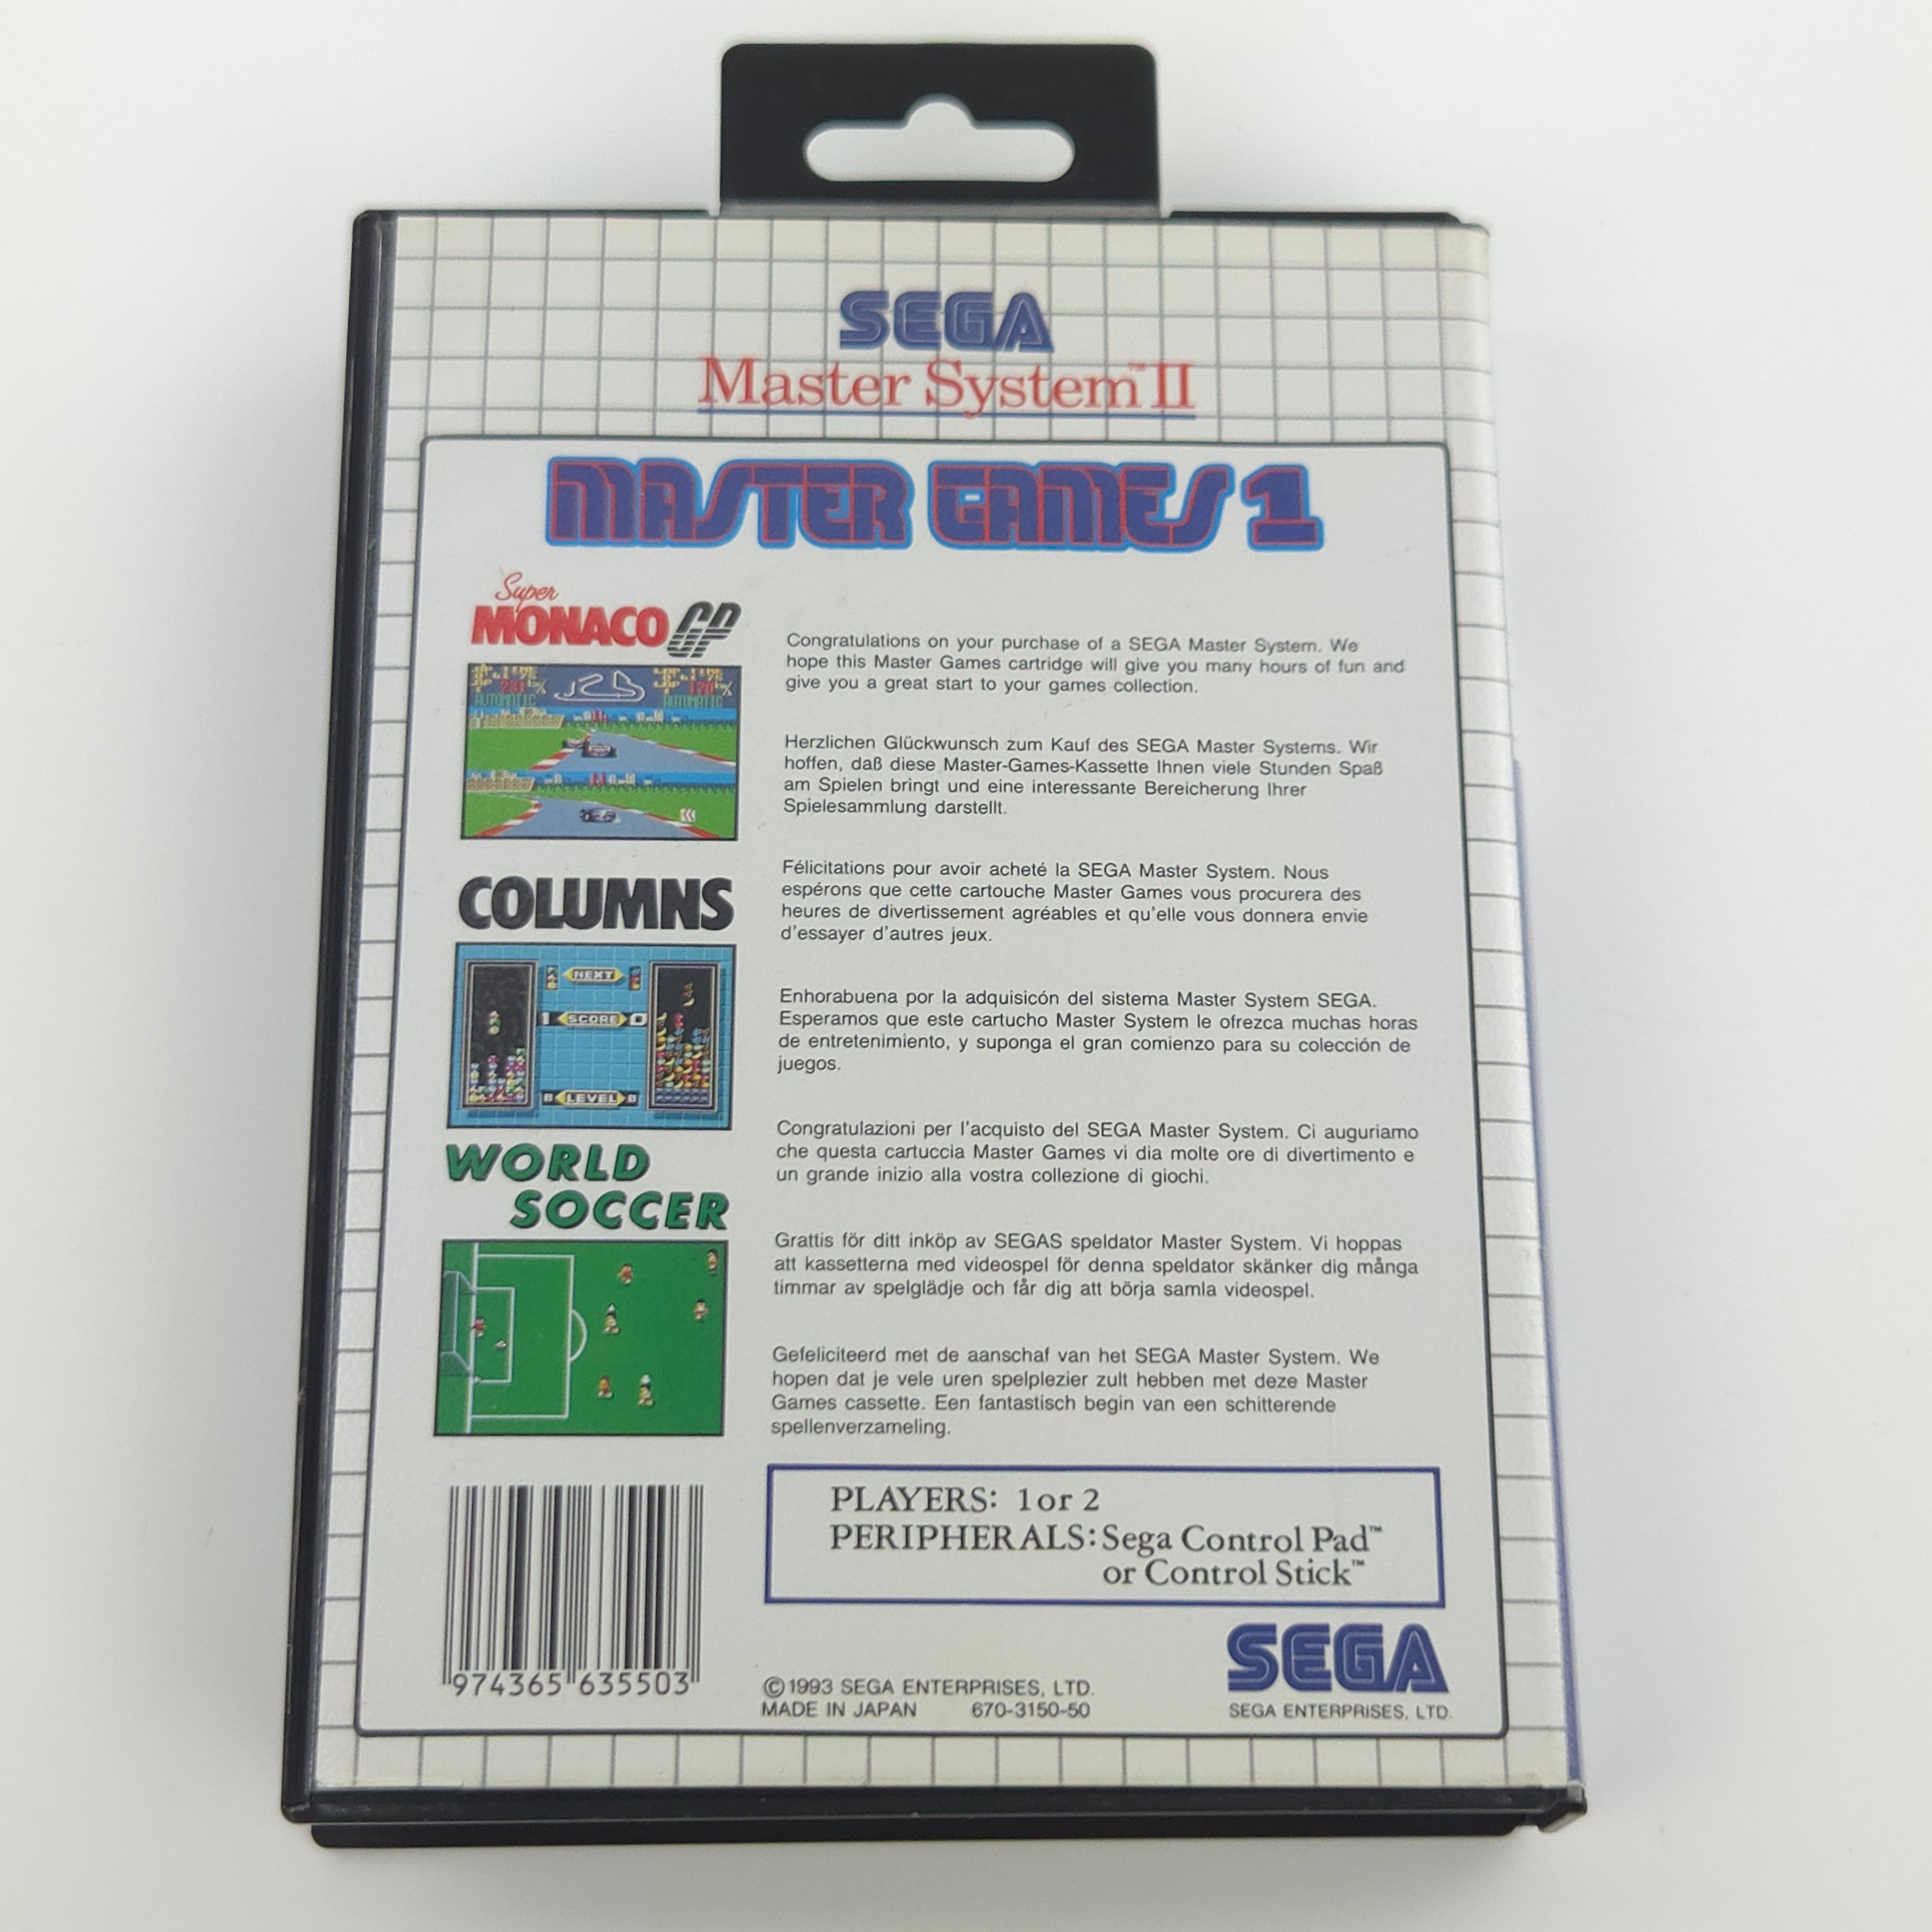 SEGA
Master System™ II
MASTER GAMES 1
Super
MONACO GP
COLUMNS
NEXT
1 SCORE 0
8 LEVEL 8
WORLD
SOCCER
Congratulations on your purchase of a SEGA Master System. We
hope this Master Games cartridge will give you many hours of fun and
give you a great start to your games collection.
Herzlichen Glückwunsch zum Kauf des SEGA Master Systems. Wir
hoffen, daß diese Master-Games-Kassette Ihnen viele Stunden Spaß
am Spielen bringt und eine interessante Bereicherung Ihrer
Spielesammlung darstellt.
Félicitations pour avoir acheté la SEGA Master System. Nous
espérons que cette cartouche Master Games vous procurera des
heures de divertissement agréables et qu'elle vous donnera envie
d'essayer d'autres jeux.
Enhorabuena por la adquisicón del sistema Master System SEGA.
Esperamos que este cartucho Master System le ofrezca muchas horas
de entretenimiento, y suponga el gran comienzo para su colección de
juegos.
Congratulazioni per l'acquisto del SEGA Master System. Ci auguriamo
che questa cartuccia Master Games vi dia molte ore di divertimento e
un grande inizio alla vostra collezione di giochi.
Grattis för ditt inköp av SEGAS speldator Master System. Vi hoppas
att kassetterna med videospel för denna speldator skänker dig många
timmar av spelglädje och får dig att börja samla videospel.
Gefeliciteerd met de aanschaf van het SEGA Master System. We
hopen dat je vele uren spelplezier zult hebben met deze Master
Games cassette. Een fantastisch begin van een schitterende
spellenverzameling.
PLAYERS: 1 or 2
PERIPHERALS: Sega Control Pad™
or Control Stick™
974365 635503
©1993 SEGA ENTERPRISES, LTD.
MADE IN JAPAN 670-3150-50
SEGA
SEGA ENTERPRISES, LTD.